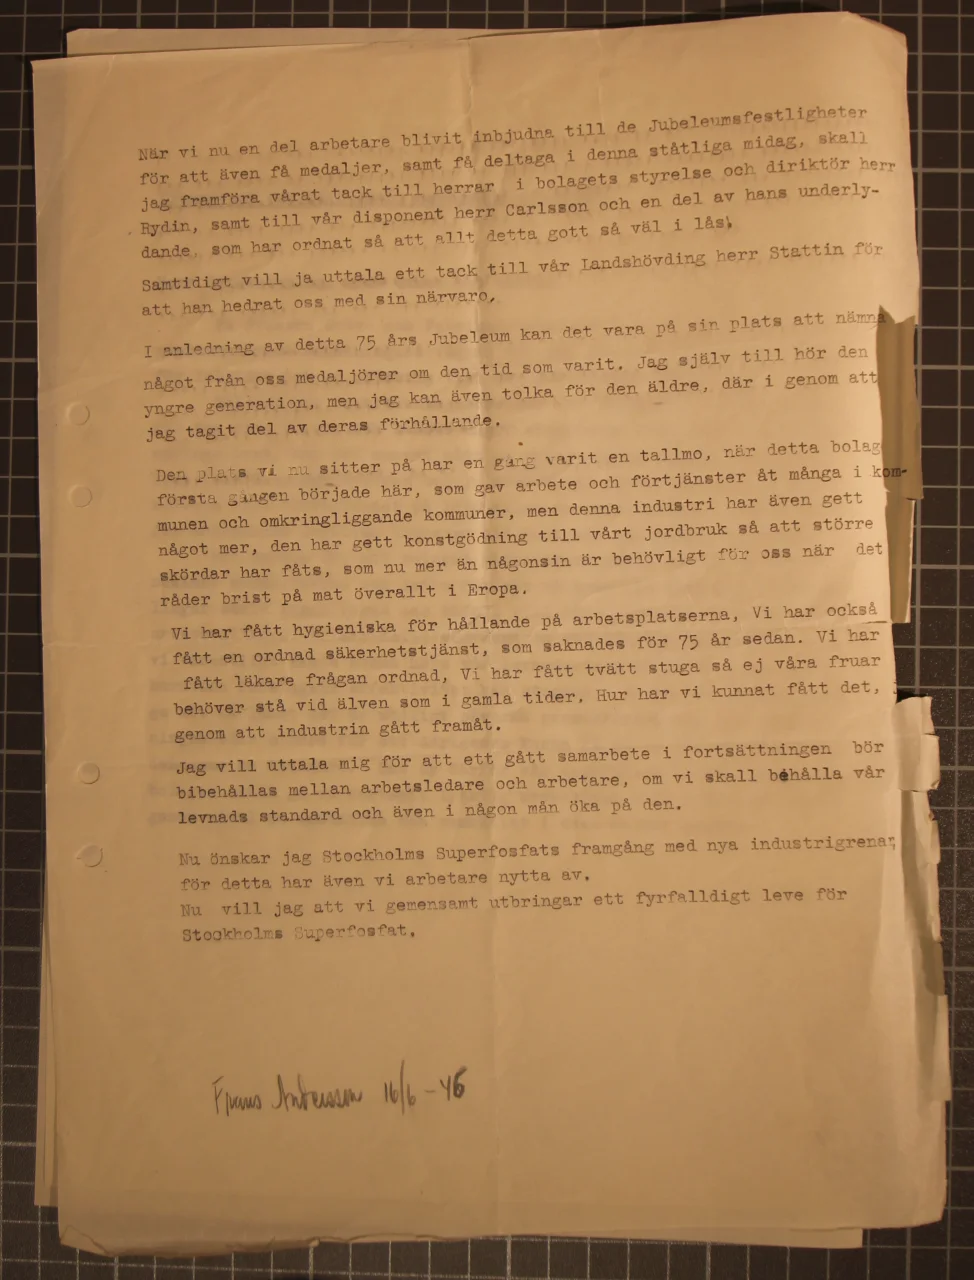 När vi nu en del arbetare blivit inbjudna till de Jubeleumsfestligheter
för att även få medaljer, samt få deltaga i denna ståtliga midag, skall
jag framföra vårat tack till herrar i bolagets styrelse och diriktör herr
Rydin, samt till vår disponent herr Carlsson och en del av hans underly-
dande, som har ordnat så att allt detta gott så väl i lås.
Samtidigt vill ja uttala ett tack till vår Landshövding herr Stattin för
att han hedrat oss med sin närvaro,
I anledning av detta 75 års Jubeleum kan det vara på sin plats att nämna
något från oss medaljörer om den tid som varit. Jag själv till hör den
yngre generation, men jag kan även tolka för den äldre, där i genom att
jag tagit del av deras förhållande.
Den plats vi nu sitter på har en gång varit en tallmo, när detta bolag
första gången började här, som gav arbete och förtjänster åt många i kom-
munen och omkringliggande kommuner, men denna industri har även gett
något mer, den har gett konstgödning till vårt jordbruk så att större
skördar har fåts, som nu mer än någonsin är behövligt för oss när det
råder brist på mat överallt i Eropa.
Vi har fått hygieniska för hållande på arbetsplatserna, Vi har också
fått en ordnad säkerhetstjänst, som saknades för 75 år sedan. Vi har
fått läkare frågan ordnad, Vi har fått tvätt stuga så ej våra fruar
behöver stå vid älven som i gamla tider, Hur har vi kunnat fått det,
genom att industrin gått framåt.
Jag vill uttala mig för att ett gått samarbete i fortsättningen bör
bibehållas mellan arbetsledare och arbetare, om vi skall behålla vår
levnads standard och även i någon mån öka på den.
Nu önskar jag Stockholms Superfosfats framgång med nya industrigrenar,
för detta har även vi arbetare nytta av.
Nu vill jag att vi gemensamt utbringar ett fyrfalldigt leve för
Stockholms Superfosfat.
Frans Andersson 16/6 - 46